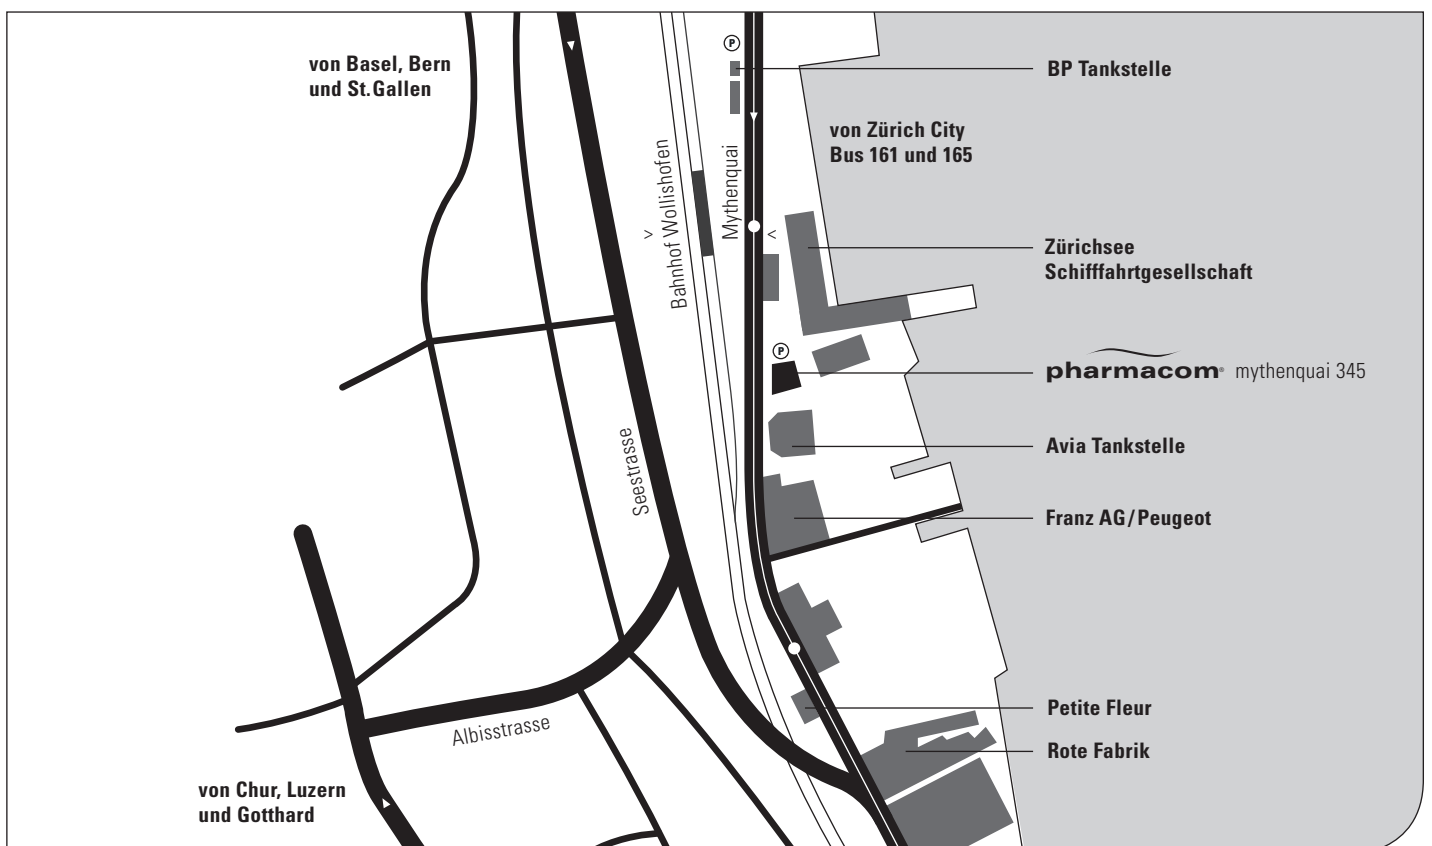 von Basel, Bern
und St.Gallen
P
BP Tankstelle
von Zürich City
Bus 161 und 165
Bahnhof Wollishofen
Mythenquai
>
<
Zürichsee
Schifffahrtgesellschaft
P
pharmacom® mythenquai 345
Seestrasse
Avia Tankstelle
Franz AG/Peugeot
Albisstrasse
Petite Fleur
Rote Fabrik
von Chur, Luzern
und Gotthard